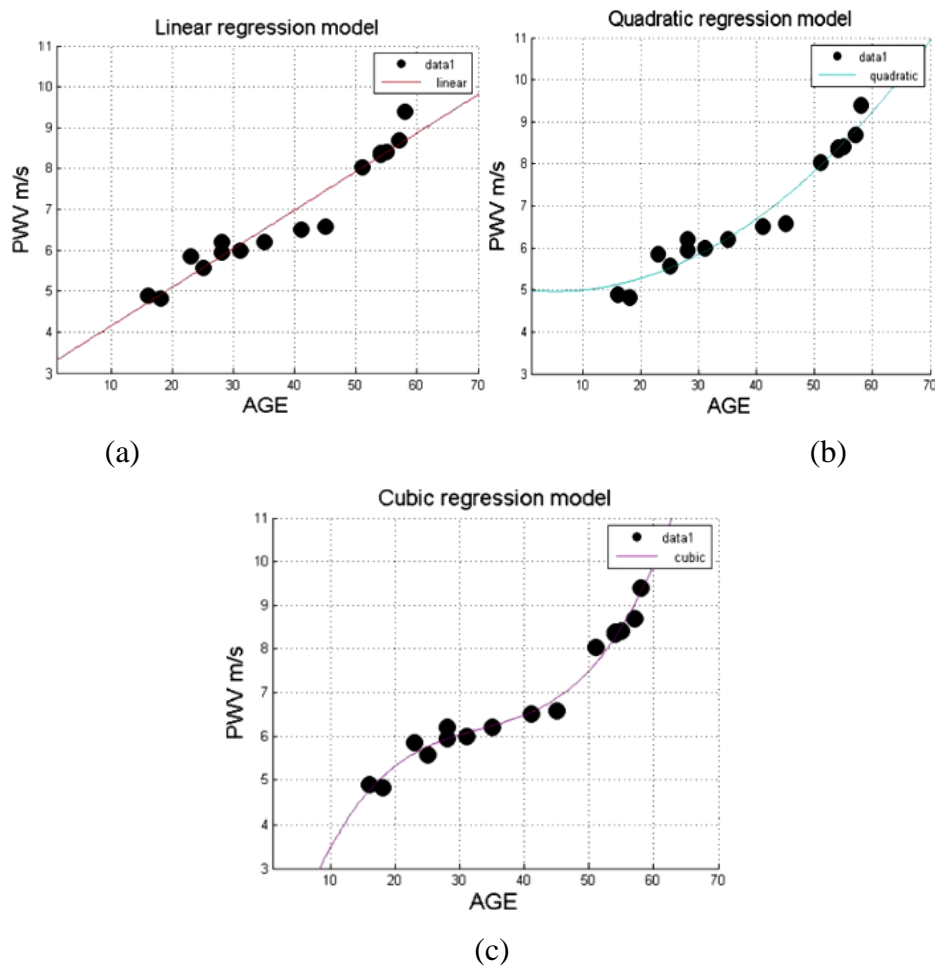 Linear regression model
11
10
9
8
7
6
5
4
3
PWV m/s
10 20 30 40 50 60 70
AGE
data1
linear
(a)
Quadratic regression model
11
10
9
8
7
6
5
4
3
PWV m/s
10 20 30 40 50 60 70
AGE
data1
quadratic
(b)
Cubic regression model
11
10
9
8
7
6
5
4
3
PWV m/s
10 20 30 40 50 60 70
AGE
data1
cubic
(c)